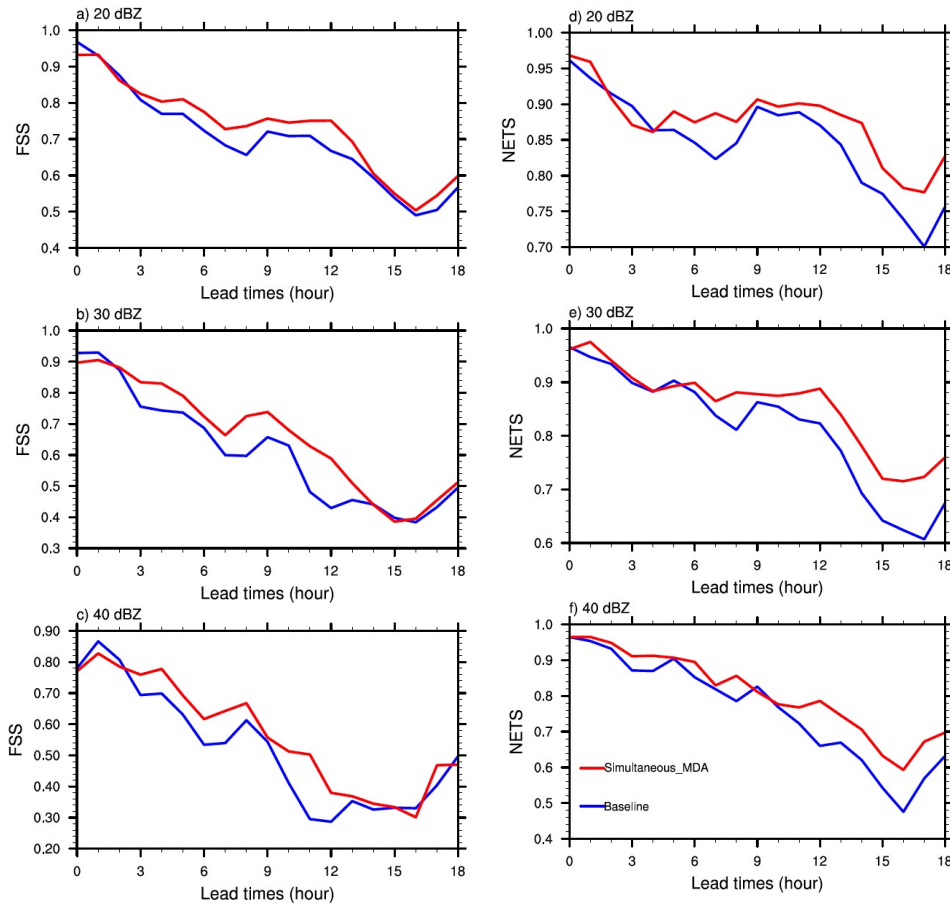 a) 20 dBZ
1.0
0.9
0.8
0.7
0.6
0.5
0.4
FSS
0 3 6 9 12 15 18
Lead times (hour)
d) 20 dBZ
1.00
0.95
0.90
0.85
0.80
0.75
0.70
NETS
0 3 6 9 12 15 18
Lead times (hour)
b) 30 dBZ
1.0
0.9
0.8
0.7
0.6
0.5
0.4
0.3
FSS
0 3 6 9 12 15 18
Lead times (hour)
e) 30 dBZ
1.0
0.9
0.8
0.7
0.6
NETS
0 3 6 9 12 15 18
Lead times (hour)
c) 40 dBZ
0.90
0.80
0.70
0.60
0.50
0.40
0.30
0.20
FSS
0 3 6 9 12 15 18
Lead times (hour)
f) 40 dBZ
1.0
0.9
0.8
0.7
0.6
0.5
0.4
NETS
Simultaneous_MDA
Baseline
0 3 6 9 12 15 18
Lead times (hour)